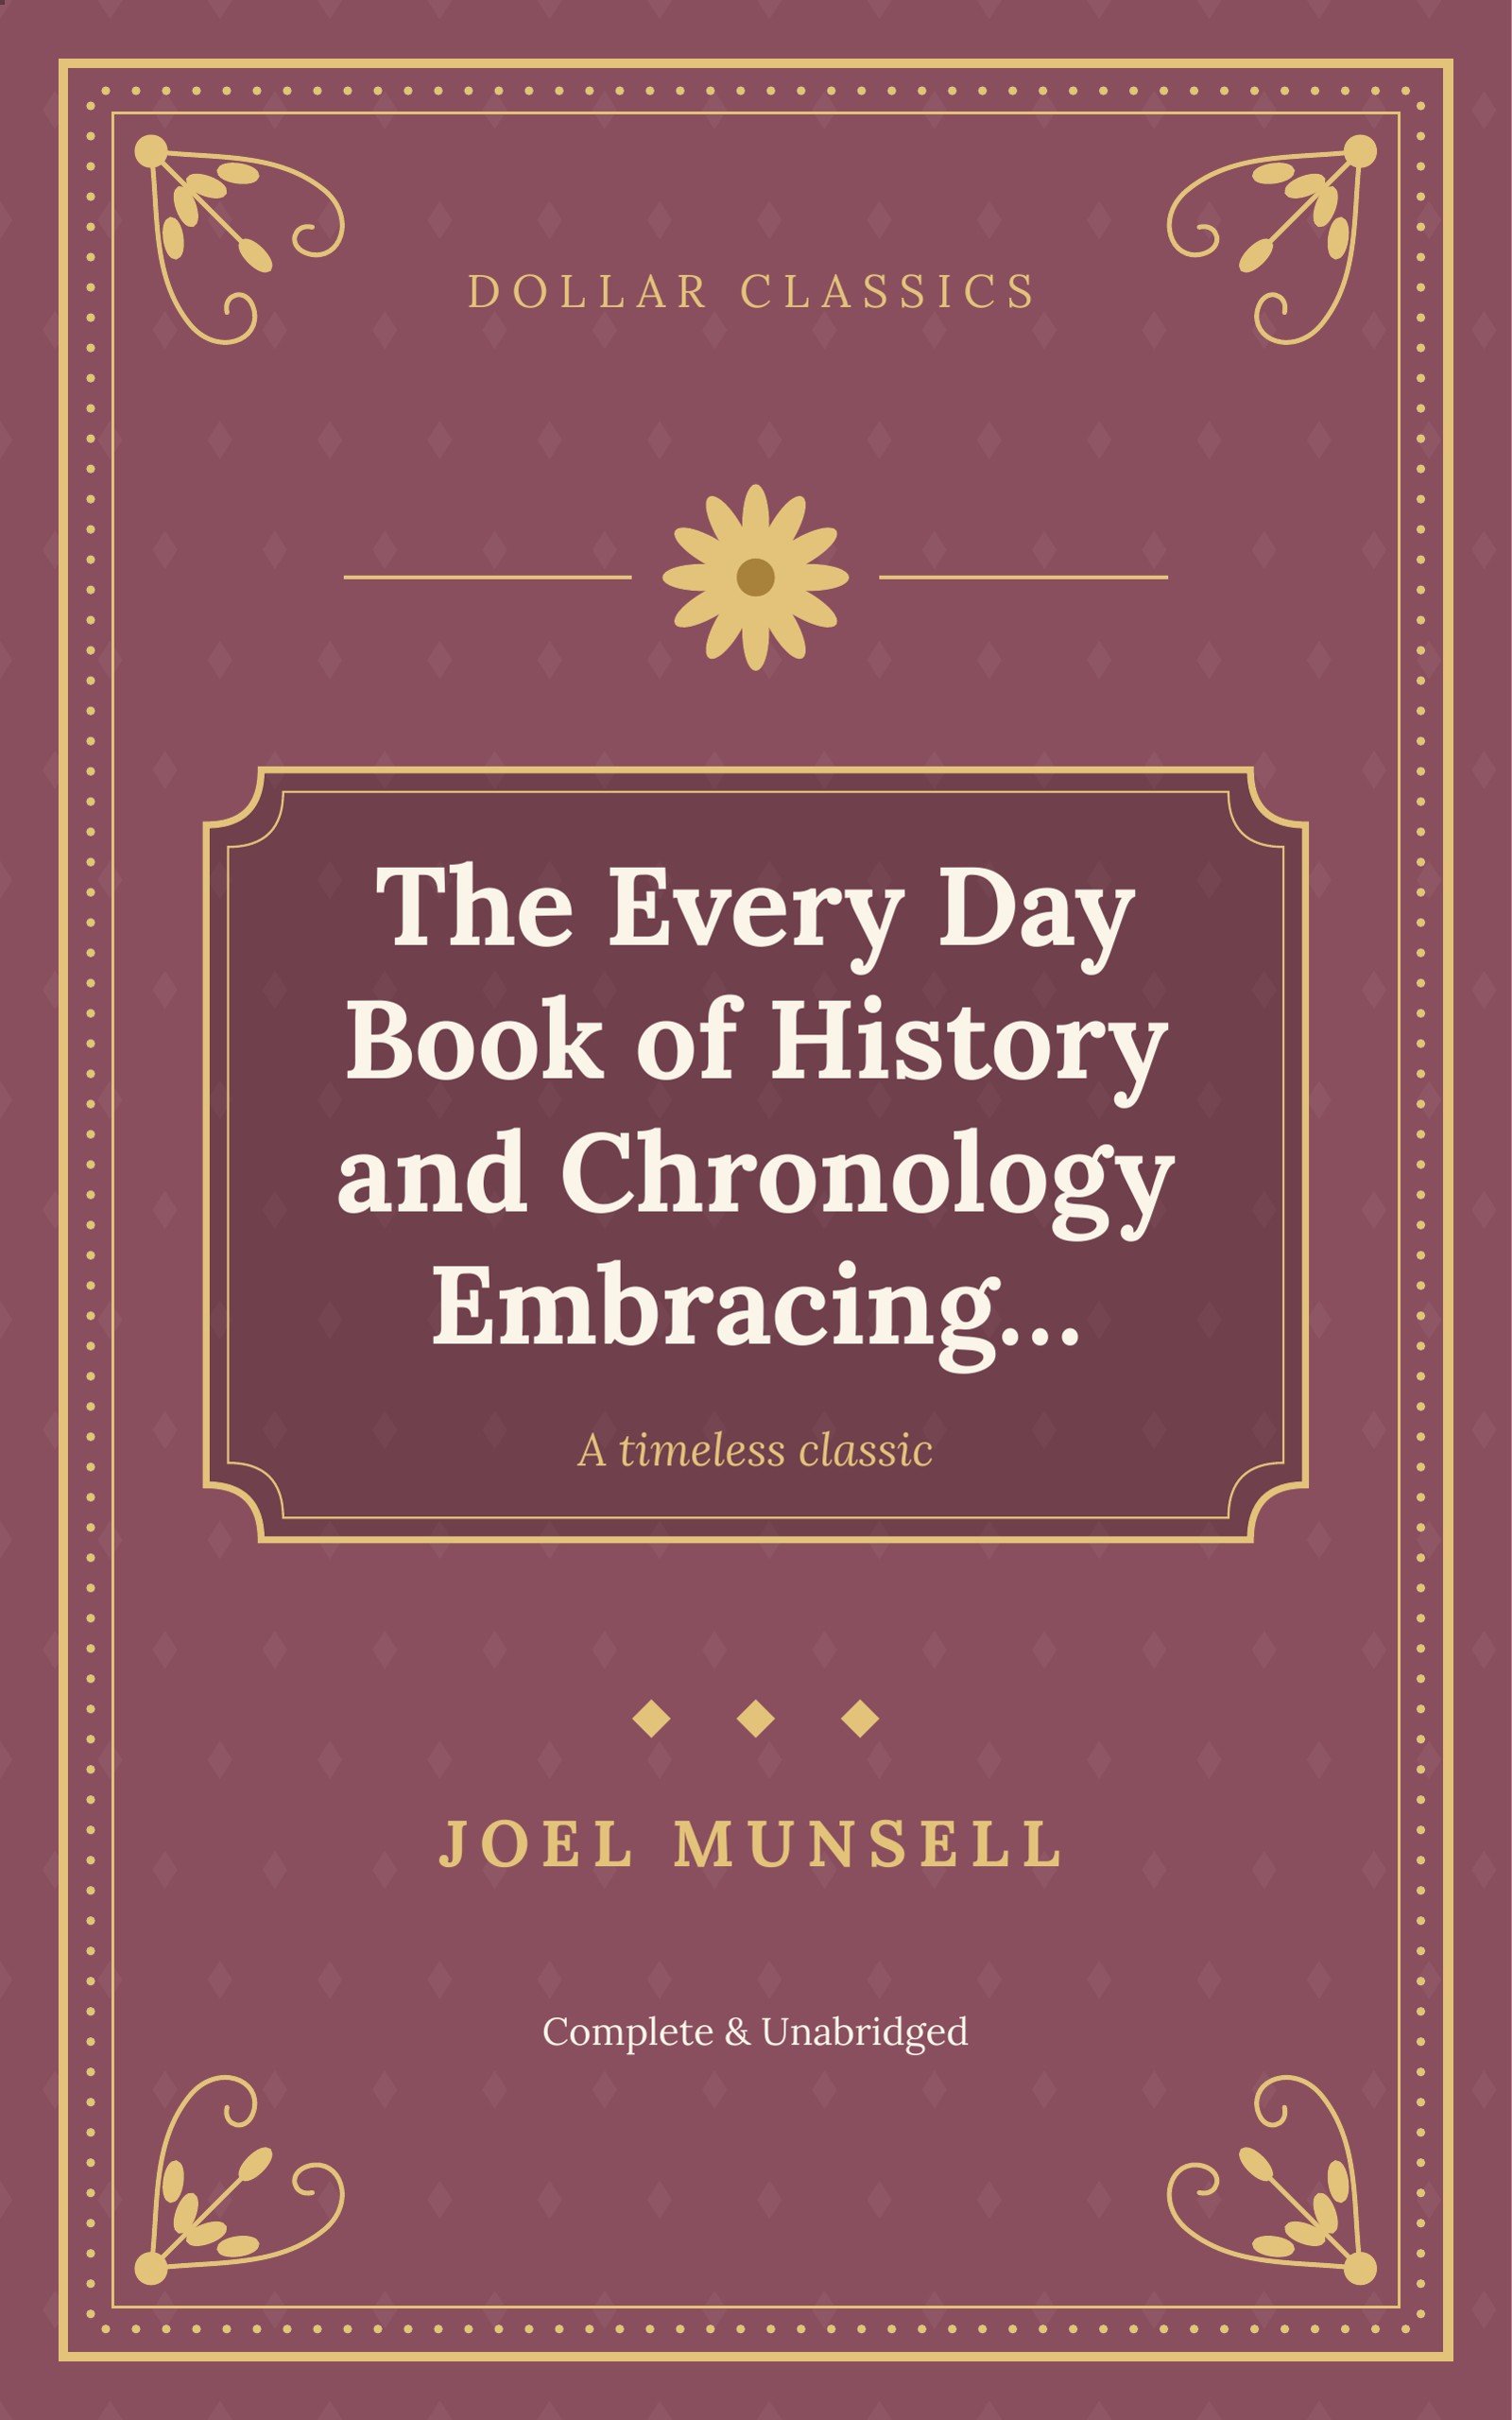 DOLLAR CLASSICS
The Every Day
Book of History
and Chronology
Embracing...
A timeless classic
JOEL MUNSELL
Complete & Unabridged